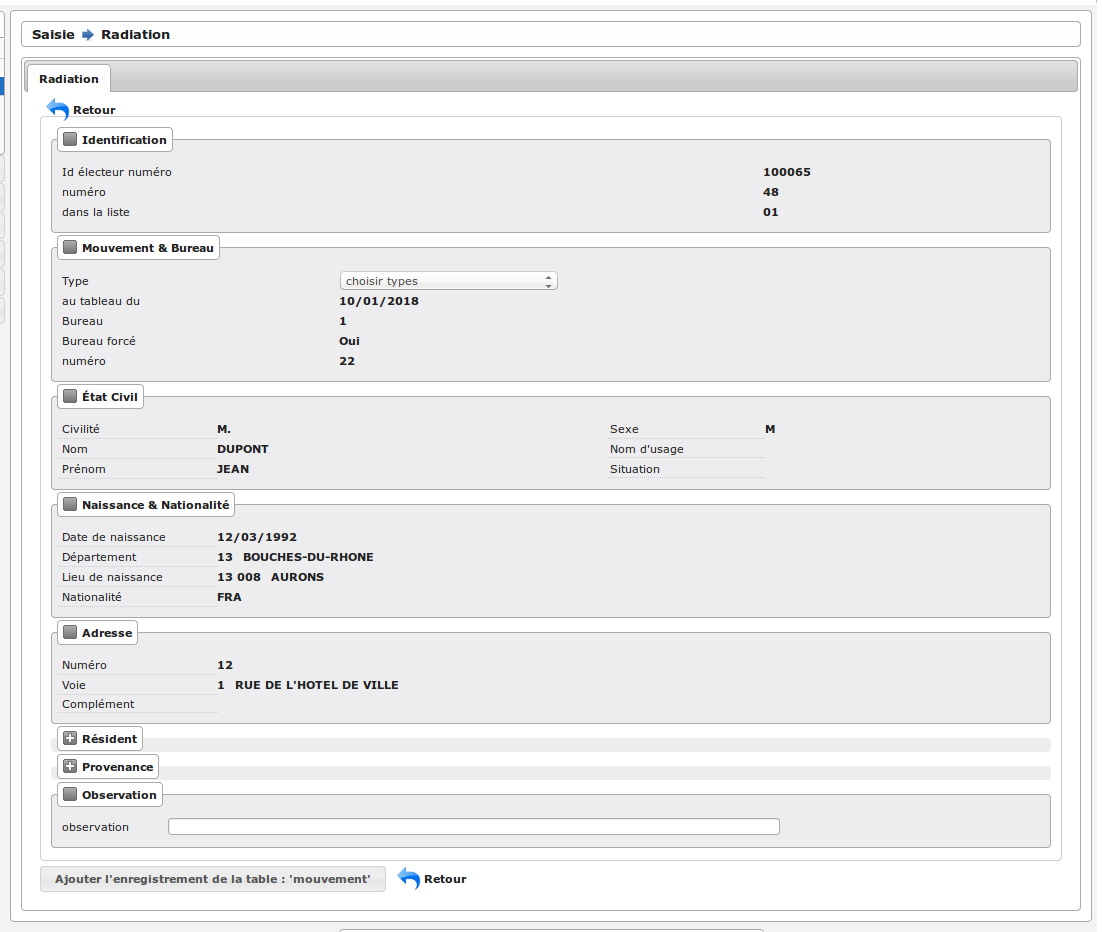 Saisie Radiation
Radiation
Retour
Identification
Id électeur numéro 100065
numéro 48
dans la liste 01
Mouvement & Bureau
Type choisir types
au tableau du 10/01/2018
Bureau 1
Bureau forcé Oui
numéro 22
État Civil
Civilité M. Sexe M
Nom DUPONT Nom d'usage
Prénom JEAN Situation
Naissance & Nationalité
Date de naissance 12/03/1992
Département 13 BOUCHES-DU-RHONE
Lieu de naissance 13 008 AURONS
Nationalité FRA
Adresse
Numéro 12
Voie 1 RUE DE L'HOTEL DE VILLE
Complément
Résident
Provenance
Observation
observation
Ajouter l'enregistrement de la table : 'mouvement' Retour